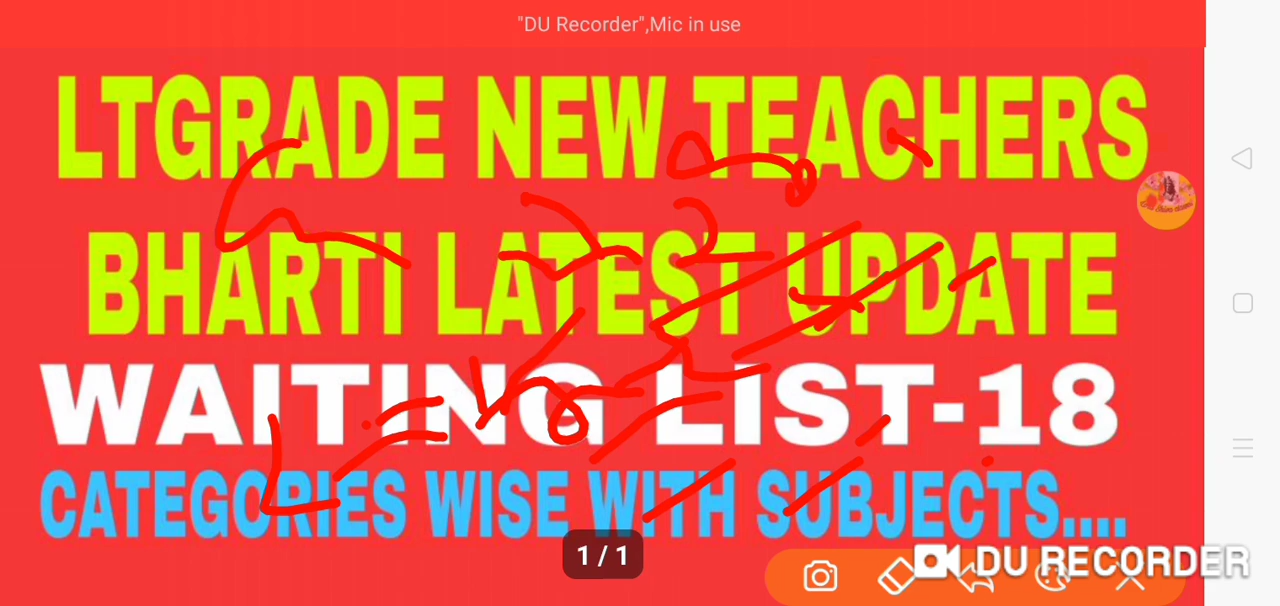 "DU Recorder",Mic in use
LTGRADE NEW TEACHERS
BHARTI LATEST UPDATE
WAITING LIST-18
CATEGORIES WISE WITH SUBJECTS....
1 / 1
DU RECORDER